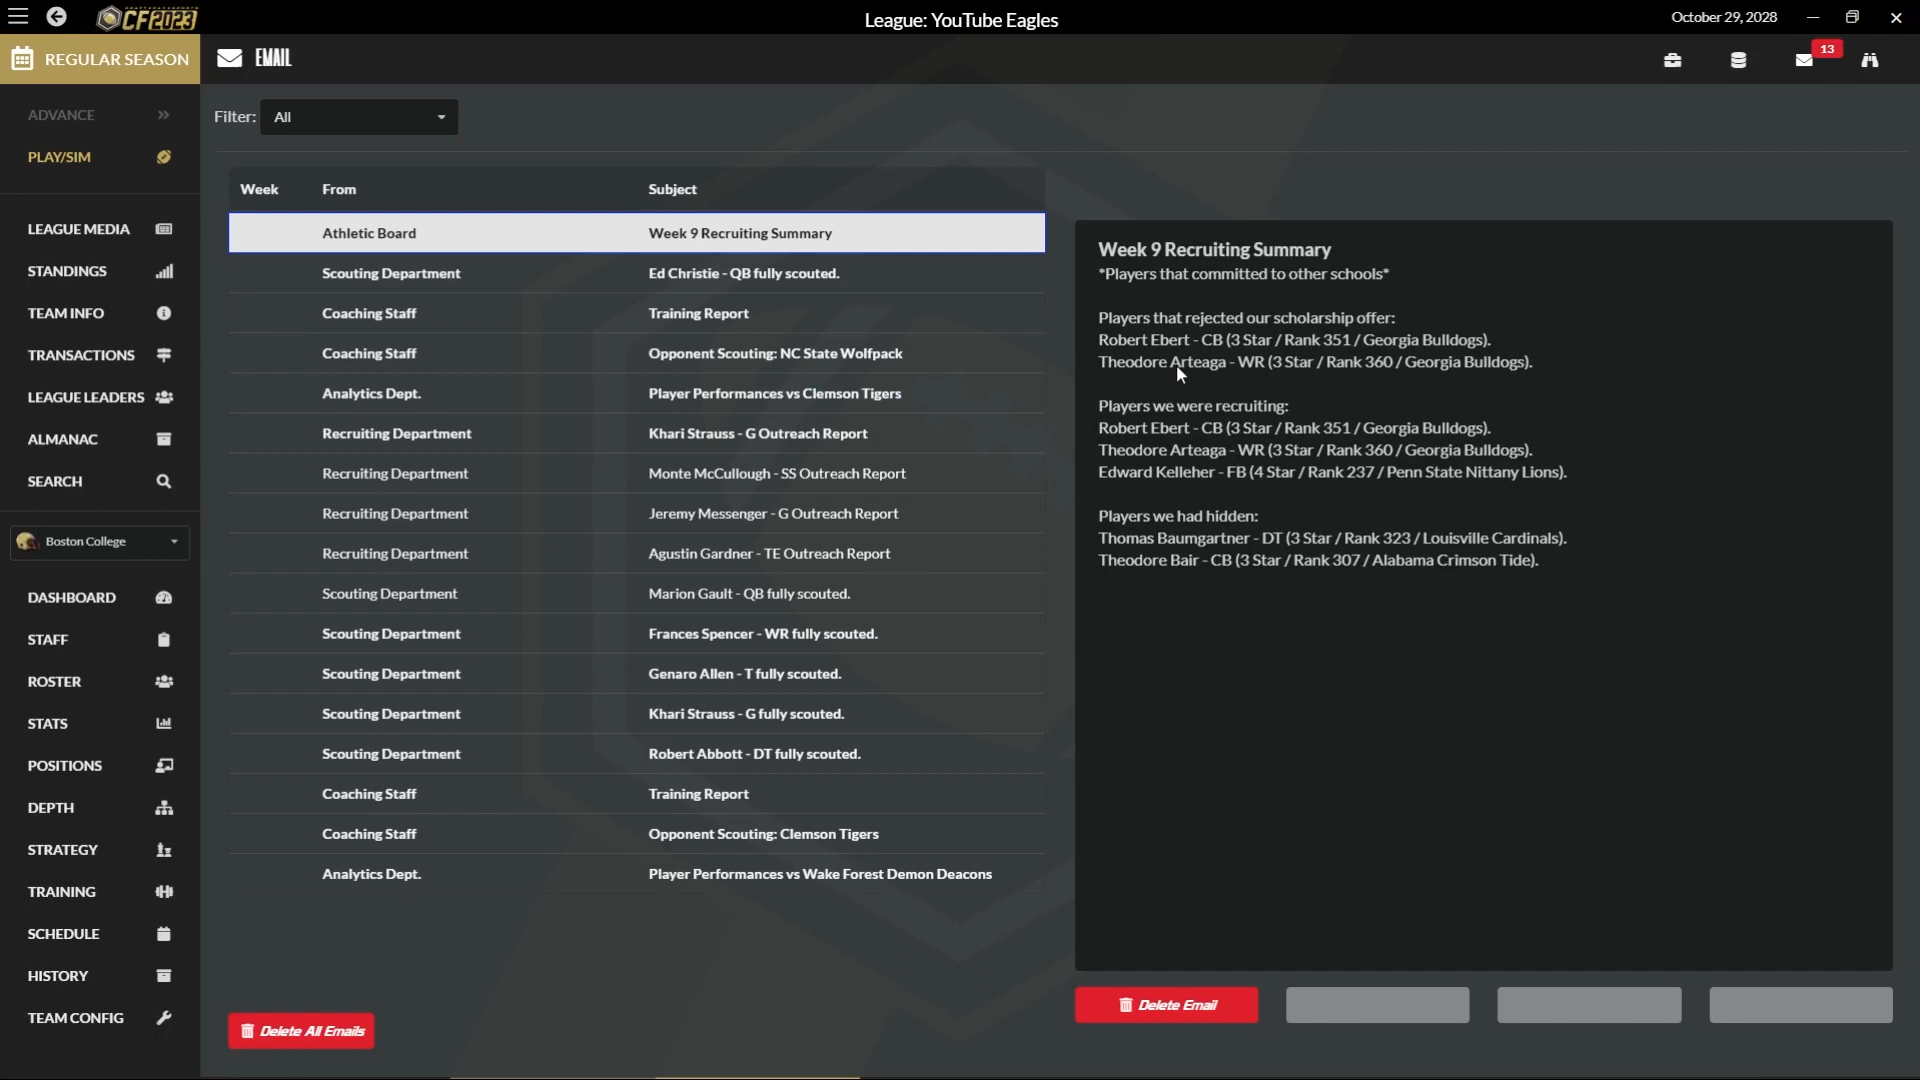 CF2023
League: YouTube Eagles
October 29, 2028
REGULAR SEASON
EMAIL
13
ADVANCE
PLAY/SIM
LEAGUE MEDIA
STANDINGS
TEAM INFO
TRANSACTIONS
LEAGUE LEADERS
ALMANAC
SEARCH
Boston College
DASHBOARD
STAFF
ROSTER
STATS
POSITIONS
DEPTH
STRATEGY
TRAINING
SCHEDULE
HISTORY
TEAM CONFIG
Filter: All
Week From Subject
Athletic Board Week 9 Recruiting Summary
Scouting Department Ed Christie - QB fully scouted.
Coaching Staff Training Report
Coaching Staff Opponent Scouting: NC State Wolfpack
Analytics Dept. Player Performances vs Clemson Tigers
Recruiting Department Khari Strauss - G Outreach Report
Recruiting Department Monte McCullough - SS Outreach Report
Recruiting Department Jeremy Messenger - G Outreach Report
Recruiting Department Agustin Gardner - TE Outreach Report
Scouting Department Marion Gault - QB fully scouted.
Scouting Department Frances Spencer - WR fully scouted.
Scouting Department Genaro Allen - T fully scouted.
Scouting Department Khari Strauss - G fully scouted.
Scouting Department Robert Abbott - DT fully scouted.
Coaching Staff Training Report
Coaching Staff Opponent Scouting: Clemson Tigers
Analytics Dept. Player Performances vs Wake Forest Demon Deacons
Delete All Emails
Week 9 Recruiting Summary
*Players that committed to other schools*
Players that rejected our scholarship offer:
Robert Ebert - CB (3 Star / Rank 351 / Georgia Bulldogs).
Theodore Arteaga - WR (3 Star / Rank 360 / Georgia Bulldogs).
Players we were recruiting:
Robert Ebert - CB (3 Star / Rank 351 / Georgia Bulldogs).
Theodore Arteaga - WR (3 Star / Rank 360 / Georgia Bulldogs).
Edward Kelleher - FB (4 Star / Rank 237 / Penn State Nittany Lions).
Players we had hidden:
Thomas Baumgartner - DT (3 Star / Rank 323 / Louisville Cardinals).
Theodore Bair - CB (3 Star / Rank 307 / Alabama Crimson Tide).
Delete Email